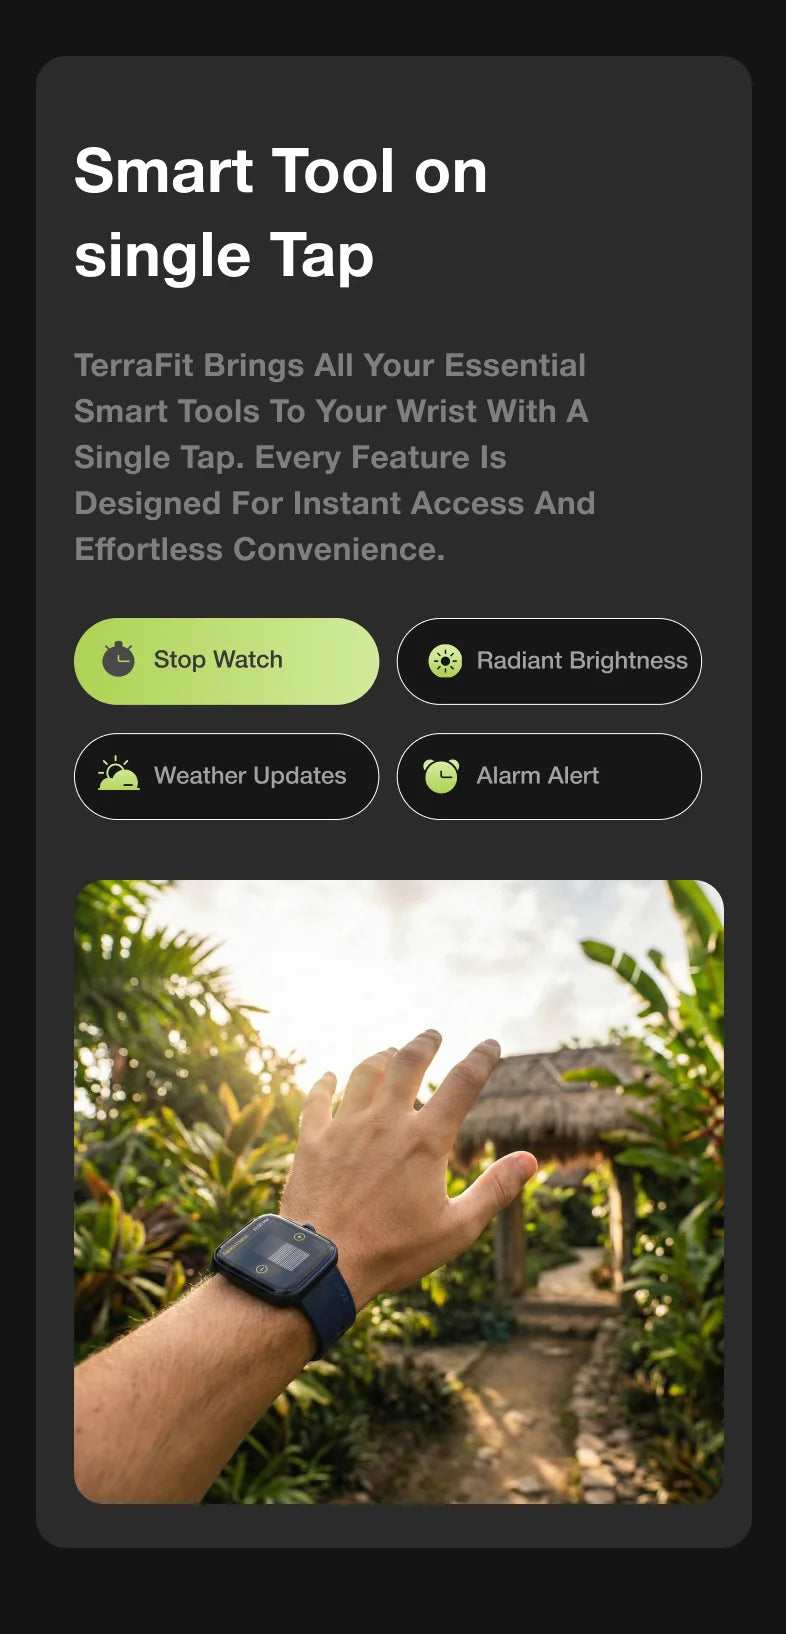 Smart Tool on
single Tap
TerraFit Brings All Your Essential
Smart Tools To Your Wrist With A
Single Tap. Every Feature Is
Designed For Instant Access And
Effortless Convenience.
Stop Watch
Radiant Brightness
Weather Updates
Alarm Alert